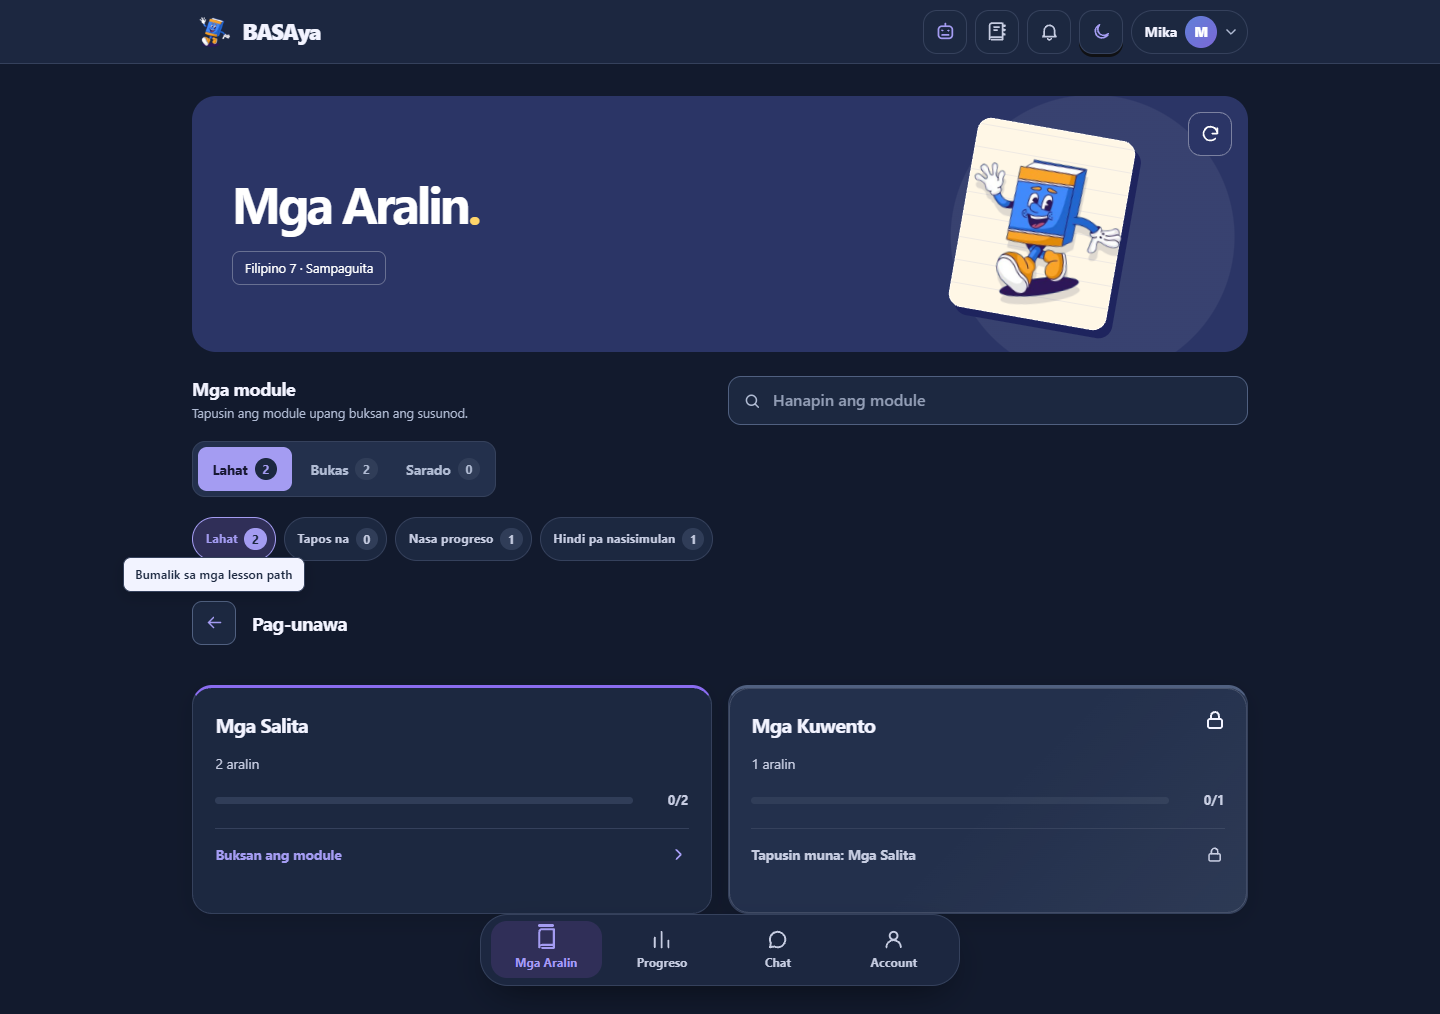 BASAya
Mika M
Mga Aralin.
Filipino 7 · Sampaguita
Mga module
Tapusin ang module upang buksan ang susunod.
Hanapin ang module
Lahat 2 Bukas 2 Sarado 0
Lahat 2 Tapos na 0 Nasa progreso 1 Hindi pa nasisimulan 1
Bumalik sa mga lesson path
Pag-unawa
Mga Salita
2 aralin
0/2
Buksan ang module
Mga Kuwento
1 aralin
0/1
Tapusin muna: Mga Salita
Mga Aralin Progreso Chat Account